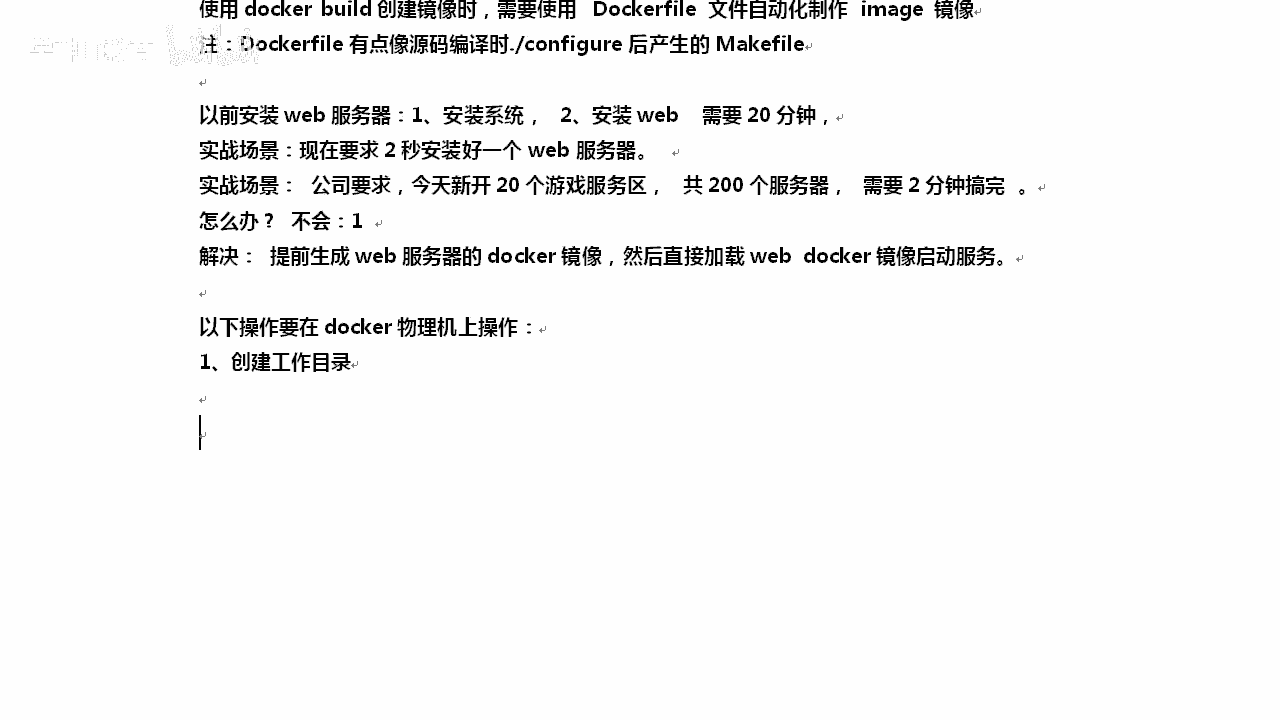 使用 docker build 创建镜像时，需要使用 Dockerfile 文件自动化制作 image 镜像
注：Dockerfile 有点像源码编译时./configure 后产生的 Makefile
以前安装 web 服务器：1、安装系统， 2、安装 web 需要 20 分钟，
实战场景：现在要求 2 秒安装好一个 web 服务器。
实战场景： 公司要求，今天新开 20 个游戏服务区， 共 200 个服务器， 需要 2 分钟搞完 。
怎么办？ 不会：1
解决： 提前生成 web 服务器的 docker 镜像，然后直接加载 web docker 镜像启动服务。
以下操作要在 docker 物理机上操作：
1、创建工作目录